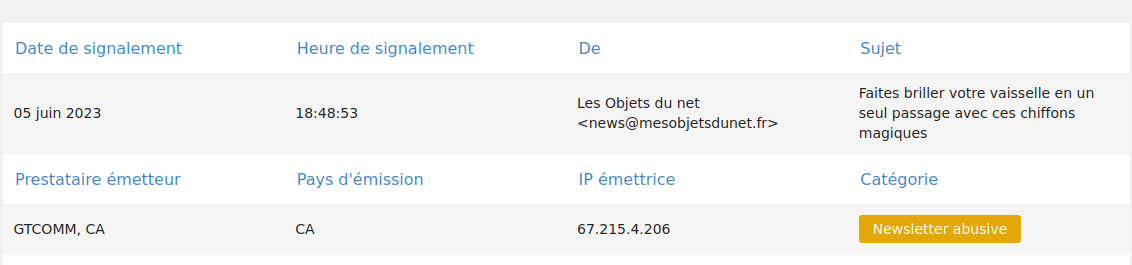 Date de signalement Heure de signalement De Sujet
05 juin 2023 18:48:53 Les Objets du net <news@mesobjetsdunet.fr> Faites briller votre vaisselle en un
seul passage avec ces chiffons
magiques
Prestataire émetteur Pays d'émission IP émettrice Catégorie
GTCOMM, CA CA 67.215.4.206 Newsletter abusive